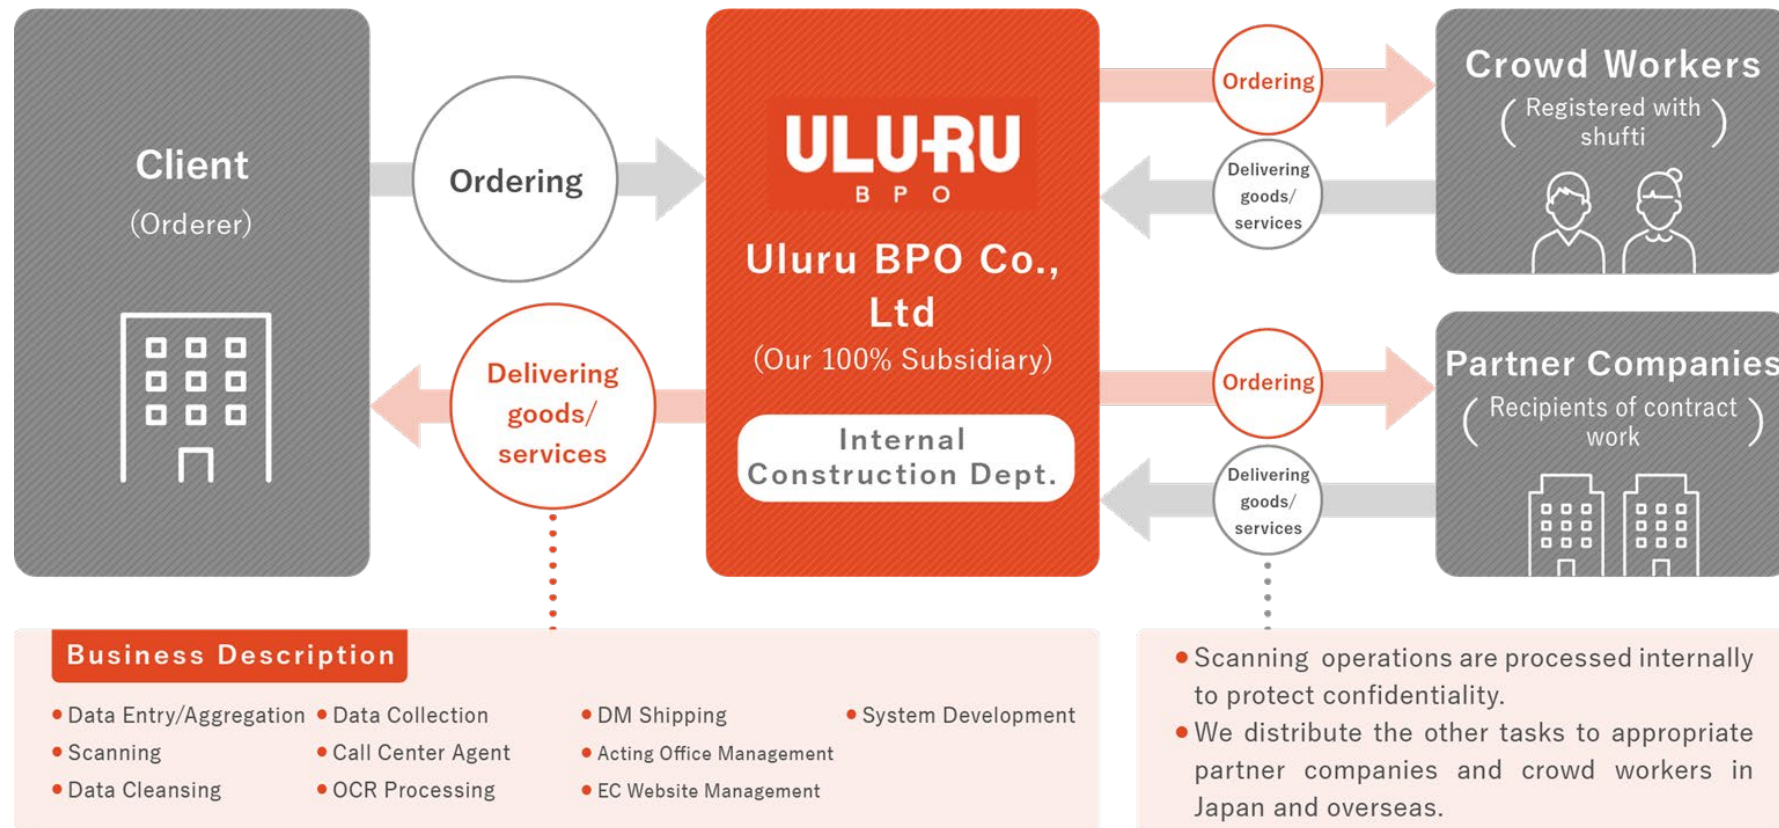 Client
(Orderer)
Ordering
Delivering
goods/
services
ULURU
BPO
Uluru BPO Co.,
Ltd
(Our 100% Subsidiary)
Internal
Construction Dept.
Ordering
Delivering
goods/
services
Crowd Workers
(Registered with
shufti)
Ordering
Delivering
goods/
services
Partner Companies
(Recipients of contract
work)
Business Description
• Data Entry/Aggregation
• Scanning
• Data Cleansing
• Data Collection
• Call Center Agent
• OCR Processing
• DM Shipping
• Acting Office Management
• EC Website Management
• System Development
• Scanning operations are processed internally
to protect confidentiality.
• We distribute the other tasks to appropriate
partner companies and crowd workers in
Japan and overseas.